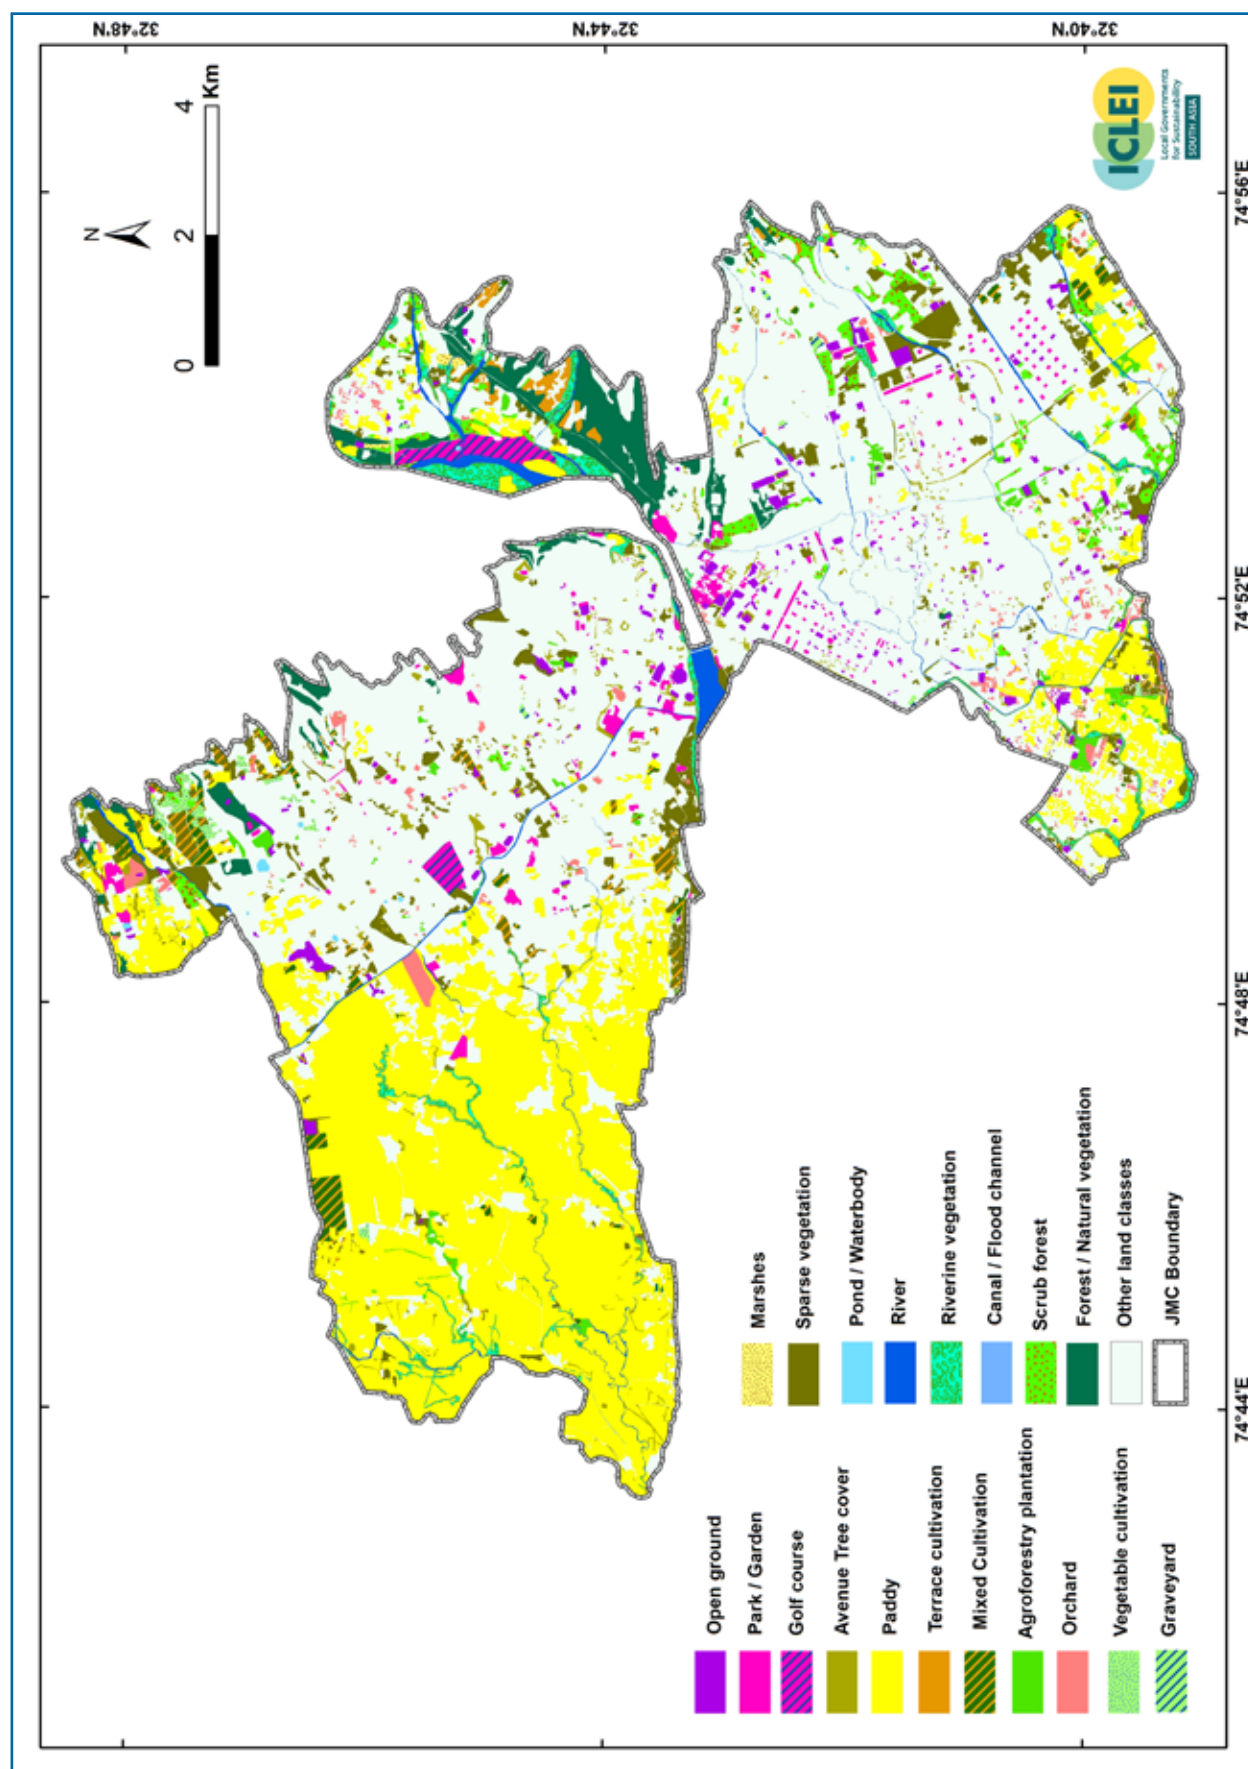 32°48'N
32°44'N
32°40'N
N
0 2 4 Km
ICLEI
Local Governments
for Sustainability
SOUTH ASIA
74°44'E
74°48'E
74°52'E
74°56'E
Open ground
Park / Garden
Golf course
Avenue Tree cover
Paddy
Terrace cultivation
Mixed Cultivation
Agroforestry plantation
Orchard
Vegetable cultivation
Graveyard
Marshes
Sparse vegetation
Pond / Waterbody
River
Riverine vegetation
Canal / Flood channel
Scrub forest
Forest / Natural vegetation
Other land classes
JMC Boundary